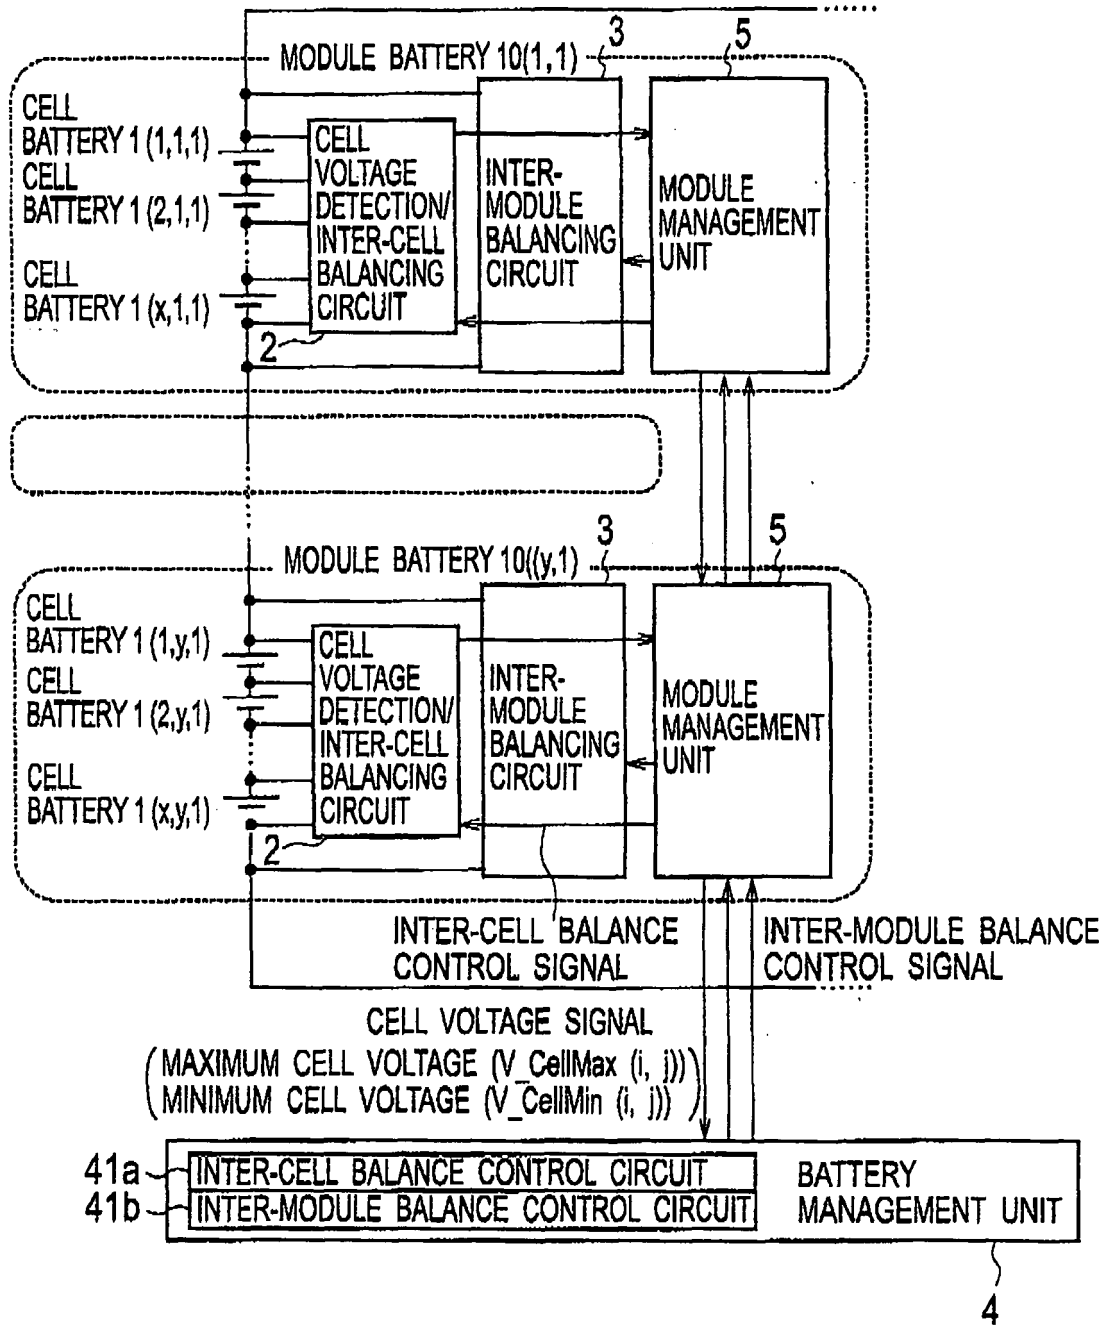 3
5
MODULE BATTERY 10(1,1)
CELL
BATTERY 1 (1,1,1)
CELL
BATTERY 1 (2,1,1)
CELL
BATTERY 1 (x,1,1)
CELL
VOLTAGE
DETECTION/
INTER-CELL
BALANCING
CIRCUIT
2
INTER-
MODULE
BALANCING
CIRCUIT
MODULE
MANAGEMENT
UNIT
3
5
MODULE BATTERY 10((y,1)
CELL
BATTERY 1 (1,y,1)
CELL
BATTERY 1 (2,y,1)
CELL
BATTERY 1 (x,y,1)
CELL
VOLTAGE
DETECTION/
INTER-CELL
BALANCING
CIRCUIT
2
INTER-
MODULE
BALANCING
CIRCUIT
MODULE
MANAGEMENT
UNIT
INTER-CELL BALANCE
CONTROL SIGNAL
INTER-MODULE BALANCE
CONTROL SIGNAL
CELL VOLTAGE SIGNAL
(MAXIMUM CELL VOLTAGE (V_CellMax (i, j))
MINIMUM CELL VOLTAGE (V_CellMin (i, j)))
41a
INTER-CELL BALANCE CONTROL CIRCUIT
41b
INTER-MODULE BALANCE CONTROL CIRCUIT
BATTERY
MANAGEMENT UNIT
4